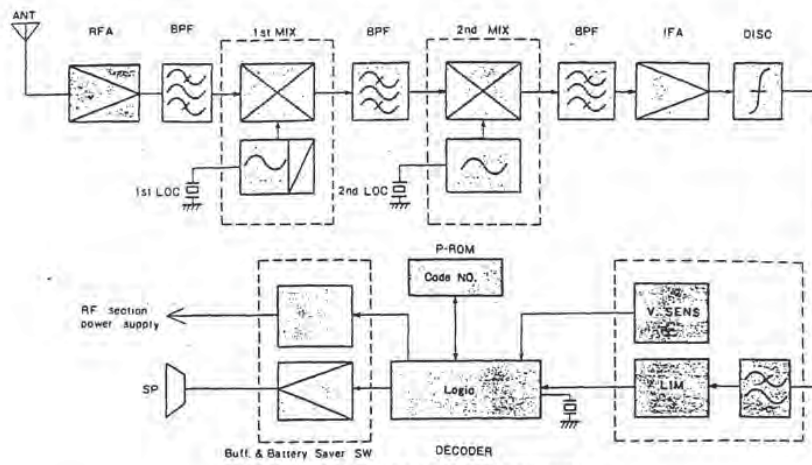 ANT
RFA
BPF
1st MIX
BPF
2nd MIX
BPF
IFA
DISC
1st LOC
2nd LOC
P-ROM
Code NO.
RF section
power supply
V. SENS
SP
Logic
LIM
Buff. & Battery Saver SW
DECODER